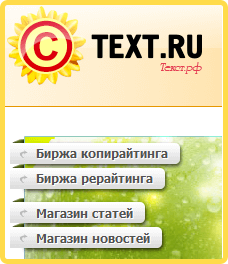 ©
TEXT.RU
Текст.рф
Биржа копирайтинга
Биржа рерайтинга
Магазин статей
Магазин новостей